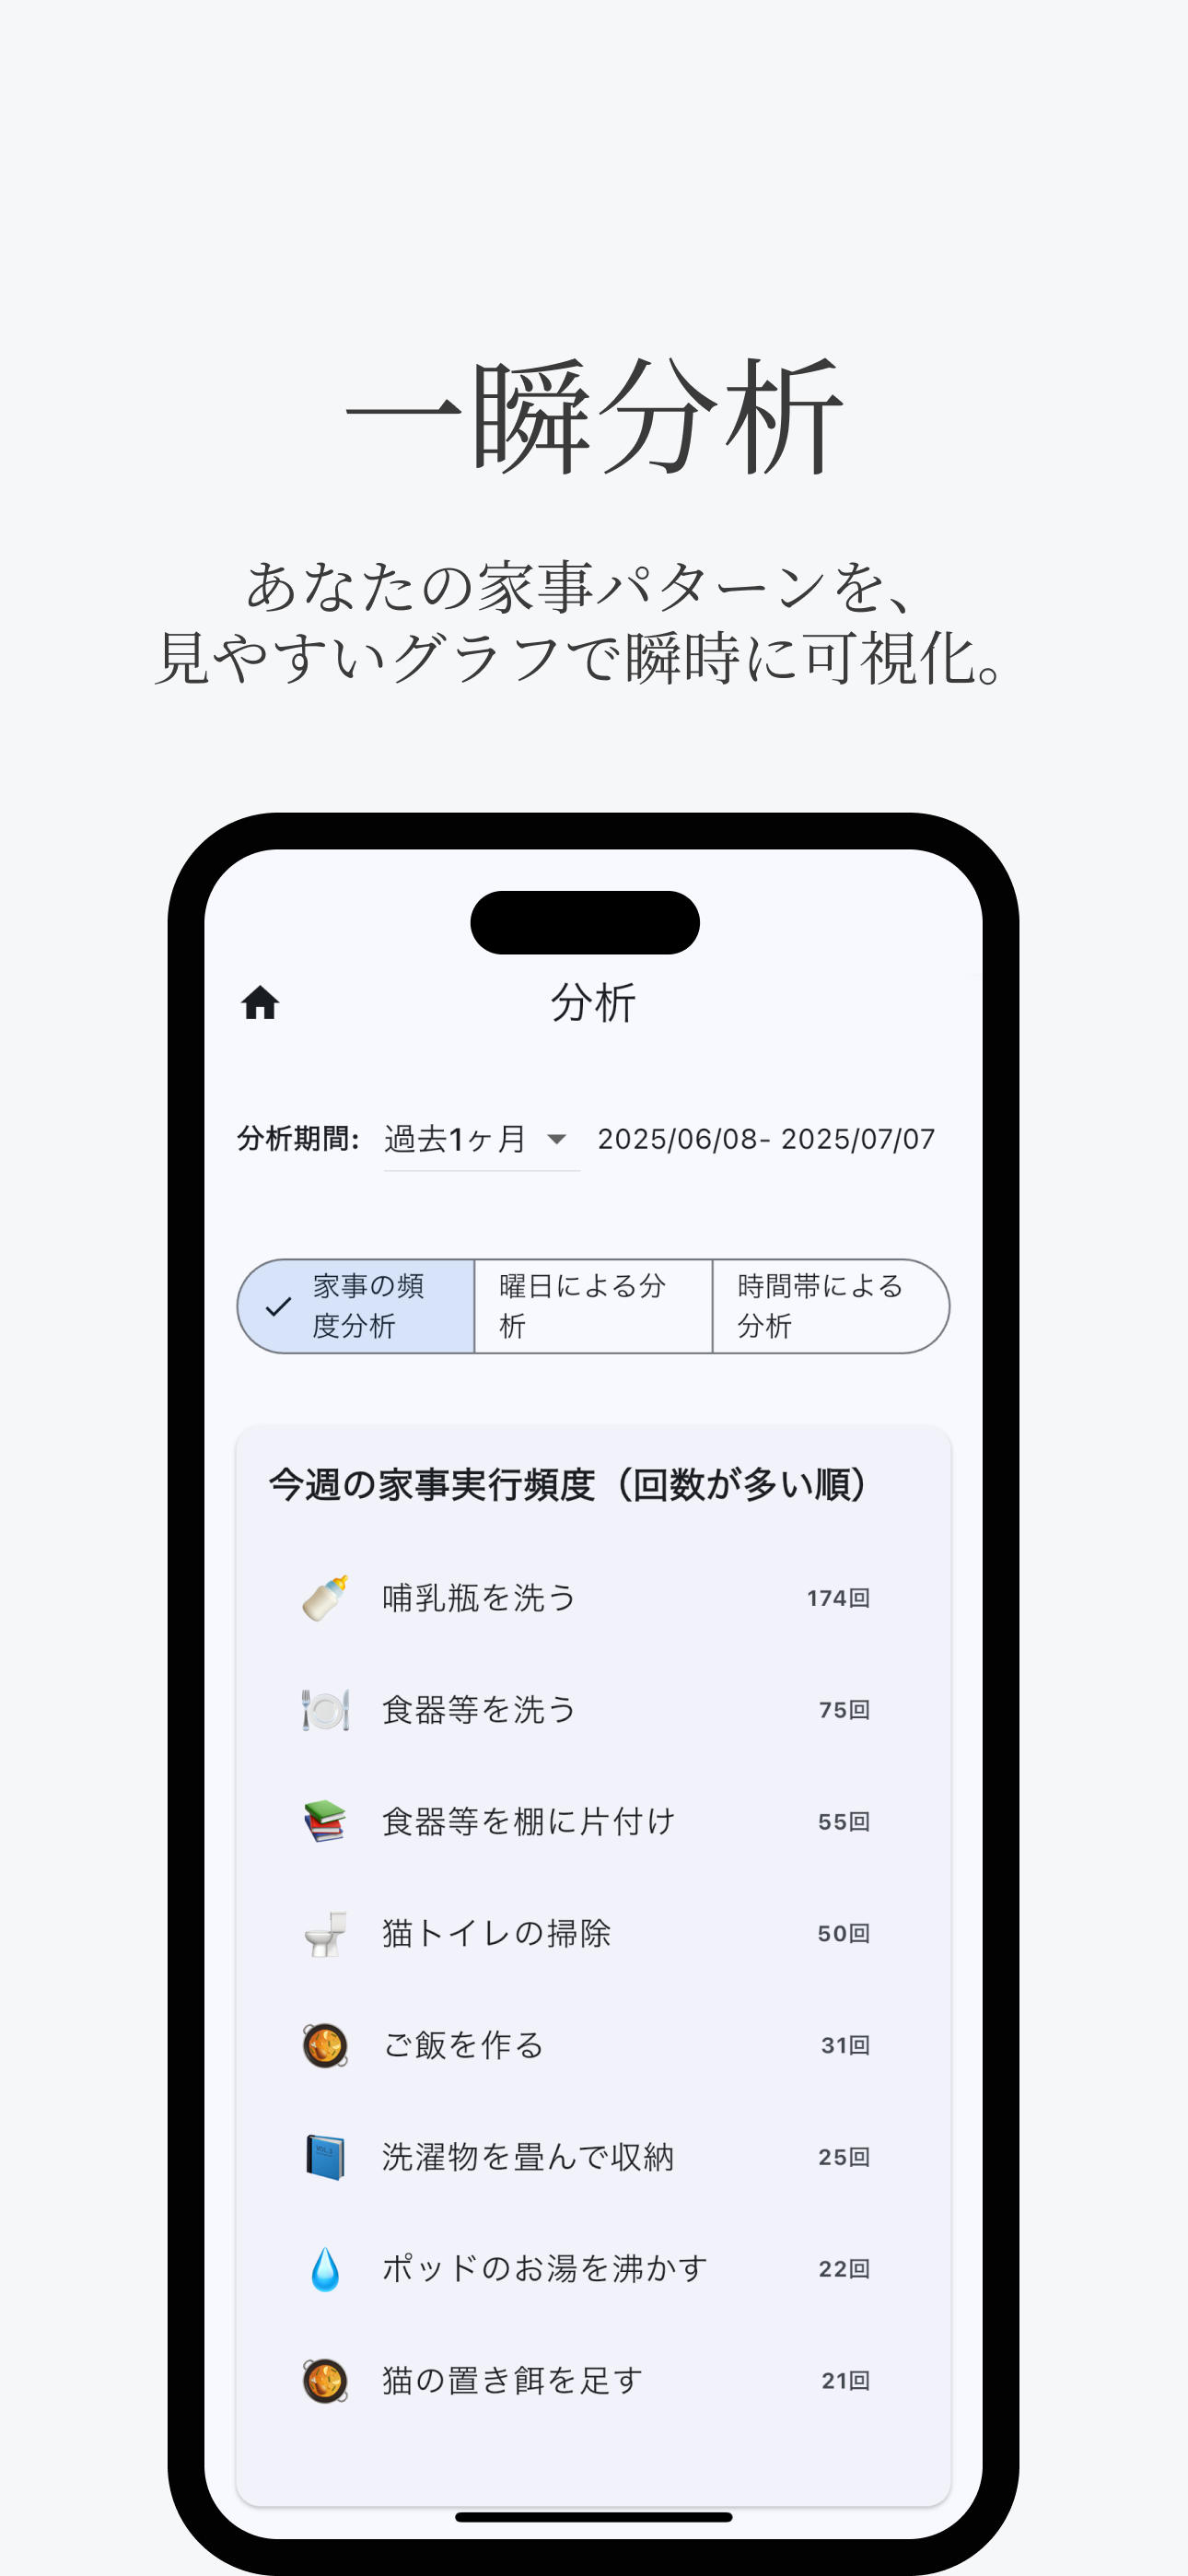 一瞬分析
あなたの家事パターンを、
見やすいグラフで瞬時に可視化。
分析
分析期間: 過去1ヶ月 2025/06/08- 2025/07/07
家事の頻
度分析
曜日による分
析
時間帯による
分析
今週の家事実行頻度（回数が多い順）
哺乳瓶を洗う 174回
食器等を洗う 75回
食器等を棚に片付け 55回
猫トイレの掃除 50回
ご飯を作る 31回
洗濯物を畳んで収納 25回
ポッドのお湯を沸かす 22回
猫の置き餌を足す 21回